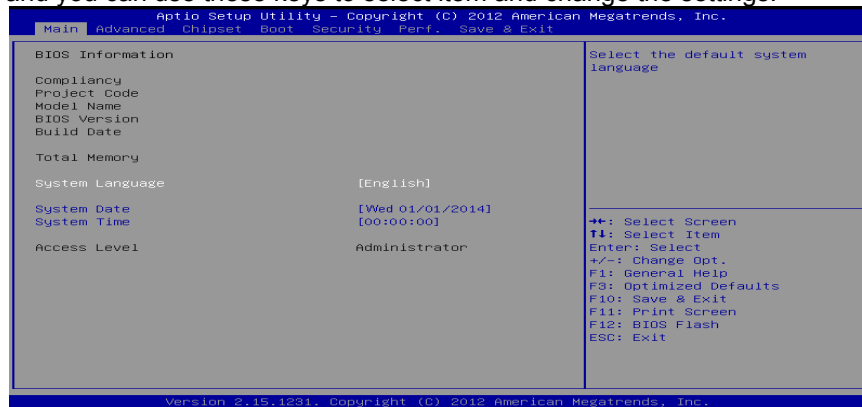 and you can use these keys to select item and change the settings.
Aptio Setup Utility – Copyright (C) 2012 American Megatrends, Inc.
Main Advanced Chipset Boot Security Perf. Save & Exit
BIOS Information
Compliancy
Project Code
Model Name
BIOS Version
Build Date
Total Memory
System Language [English]
System Date [Wed 01/01/2014]
System Time [00:00:00]
Access Level Administrator
Select the default system
language
→←: Select Screen
↑↓: Select Item
Enter: Select
+/-: Change Opt.
F1: General Help
F3: Optimized Defaults
F10: Save & Exit
F11: Print Screen
F12: BIOS Flash
ESC: Exit
Version 2.15.1231. Copyright (C) 2012 American Megatrends, Inc.